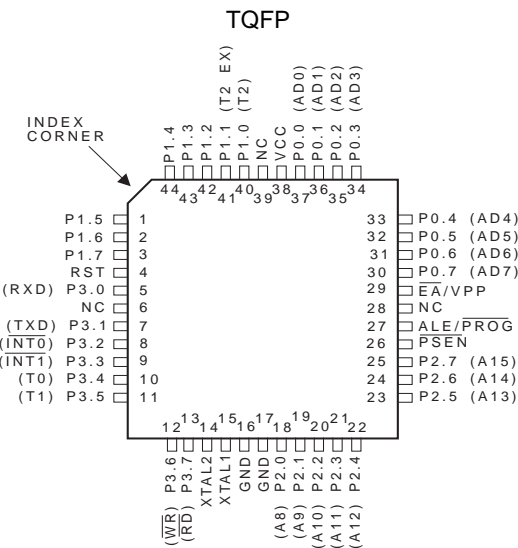 TQFP
INDEX
CORNER
P1.4
P1.3
P1.2
P1.1 (T2 EX)
P1.0 (T2)
NC
VCC
P0.0 (AD0)
P0.1 (AD1)
P0.2 (AD2)
P0.3 (AD3)
44 43 42 41 40 39 38 37 36 35 34
P1.5 1
P1.6 2
P1.7 3
RST 4
(RXD) P3.0 5
NC 6
(TXD) P3.1 7
(INT0) P3.2 8
(INT1) P3.3 9
(T0) P3.4 10
(T1) P3.5 11
33 P0.4 (AD4)
32 P0.5 (AD5)
31 P0.6 (AD6)
30 P0.7 (AD7)
29 EA/VPP
28 NC
27 ALE/PROG
26 PSEN
25 P2.7 (A15)
24 P2.6 (A14)
23 P2.5 (A13)
12 13 14 15 16 17 18 19 20 21 22
(WR) P3.6
(RD) P3.7
XTAL2
XTAL1
GND
GND
(A8) P2.0
(A9) P2.1
(A10) P2.2
(A11) P2.3
(A12) P2.4